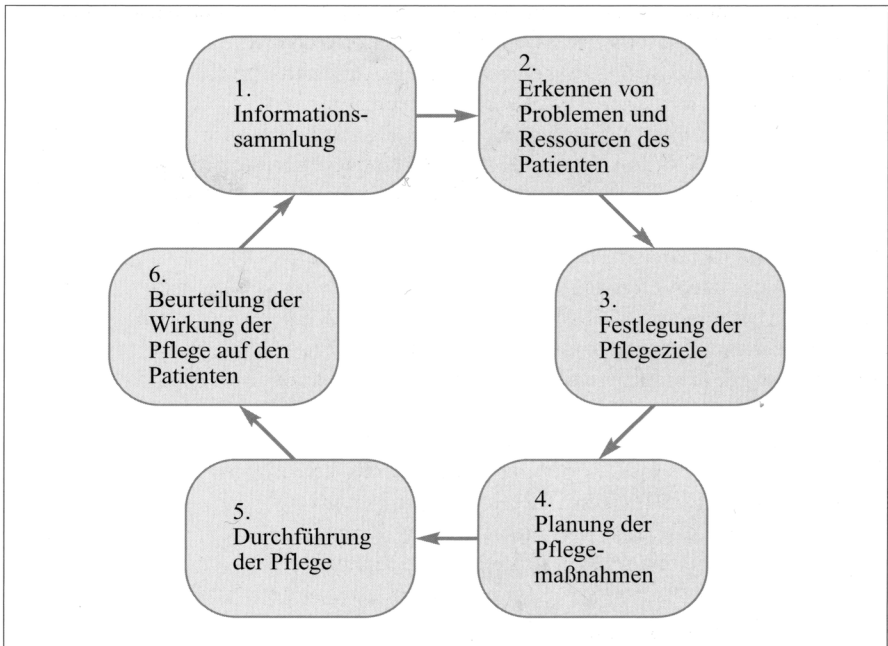 1.
Informations-
sammlung
2.
Erkennen von
Problemen und
Ressourcen des
Patienten
3.
Festlegung der
Pflegeziele
4.
Planung der
Pflege-
maßnahmen
5.
Durchführung
der Pflege
6.
Beurteilung der
Wirkung der
Pflege auf den
Patienten